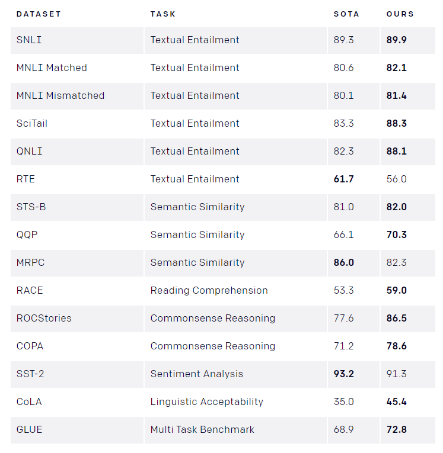 DATASET TASK SOTA OURS
SNLI Textual Entailment 89.3 89.9
MNLI Matched Textual Entailment 80.6 82.1
MNLI Mismatched Textual Entailment 80.1 81.4
SciTail Textual Entailment 83.3 88.3
QNLI Textual Entailment 82.3 88.1
RTE Textual Entailment 61.7 56.0
STS-B Semantic Similarity 81.0 82.0
QQP Semantic Similarity 66.1 70.3
MRPC Semantic Similarity 86.0 82.3
RACE Reading Comprehension 53.3 59.0
ROCStories Commonsense Reasoning 77.6 86.5
COPA Commonsense Reasoning 71.2 78.6
SST-2 Sentiment Analysis 93.2 91.3
CoLA Linguistic Acceptability 35.0 45.4
GLUE Multi Task Benchmark 68.9 72.8